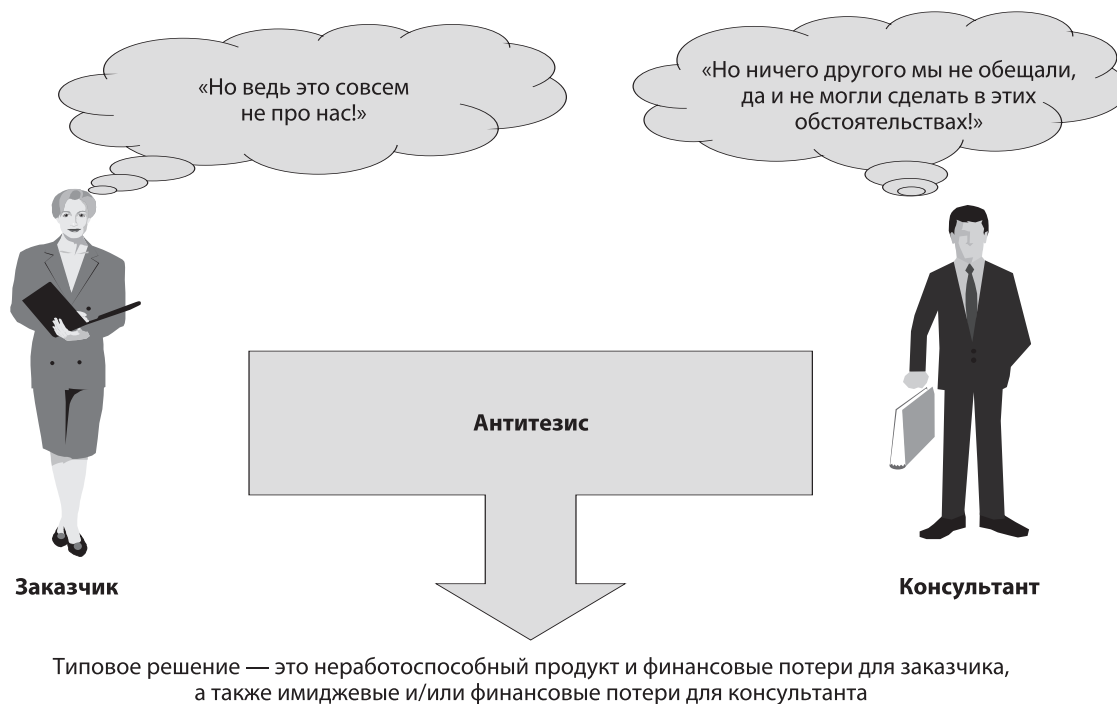 «Но ведь это совсем
не про нас!»
«Но ничего другого мы не обещали,
да и не могли сделать в этих
обстоятельствах!»
Антитезис
Заказчик
Консультант
Типовое решение — это неработоспособный продукт и финансовые потери для заказчика,
а также имиджевые и/или финансовые потери для консультанта